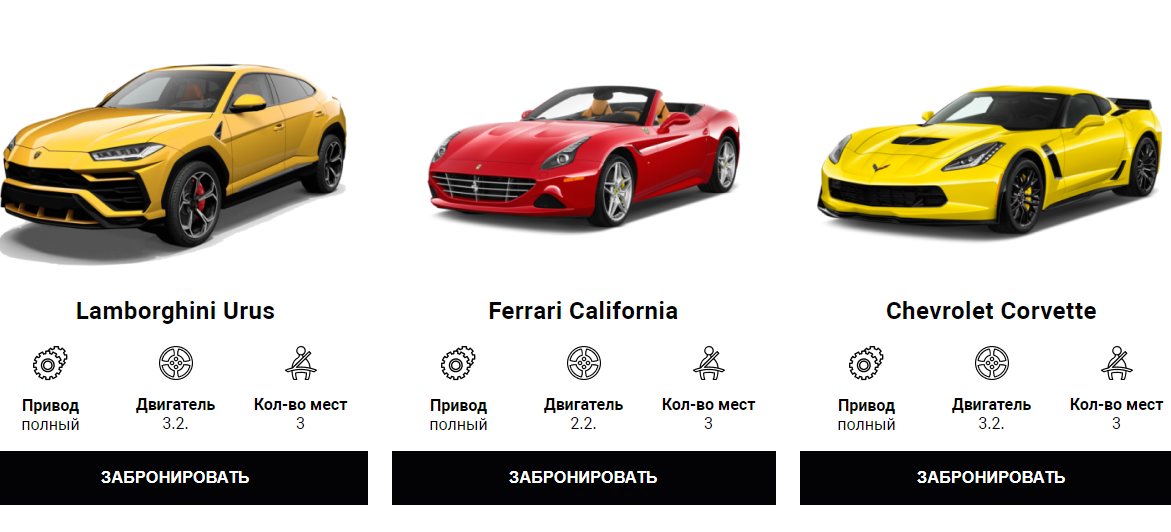 Lamborghini Urus
Ferrari California
Chevrolet Corvette
Привод Двигатель Кол-во мест
полный 3.2. 3
Привод Двигатель Кол-во мест
полный 2.2. 3
Привод Двигатель Кол-во мест
полный 3.2. 3
ЗАБРОНИРОВАТЬ
ЗАБРОНИРОВАТЬ
ЗАБРОНИРОВАТЬ